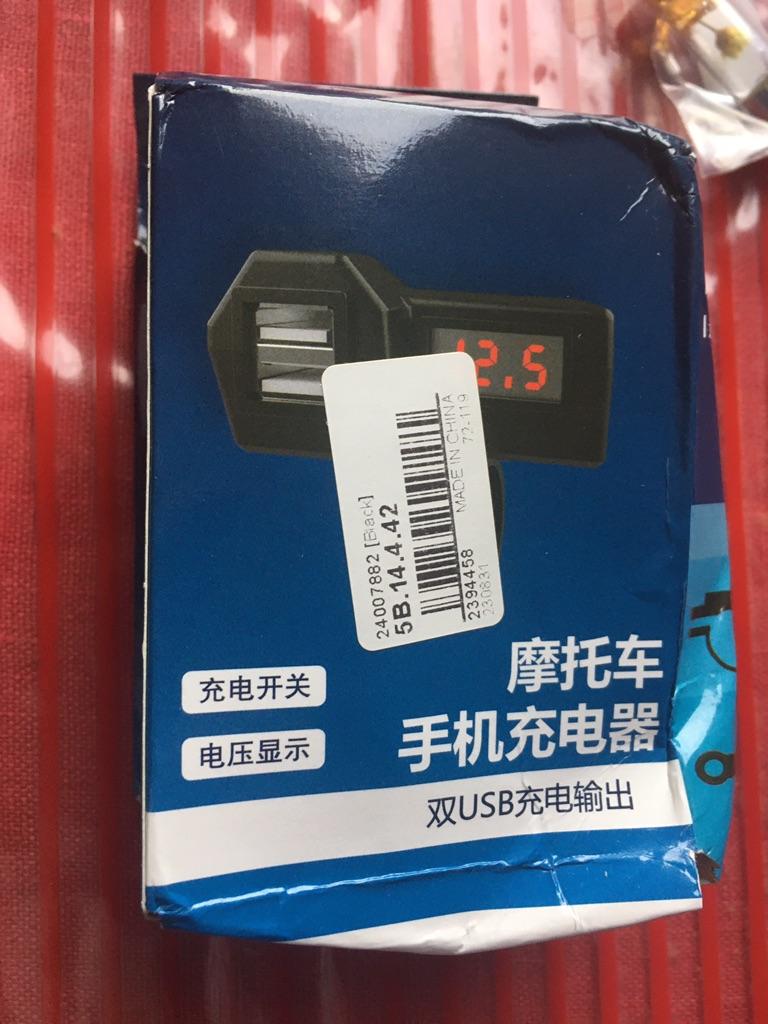 12.5
24007882 [Black]
5B.14.4.42
MADE IN CHINA
72-119
2394458
230831
摩托车
手机充电器
充电开关
电压显示
双USB充电输出